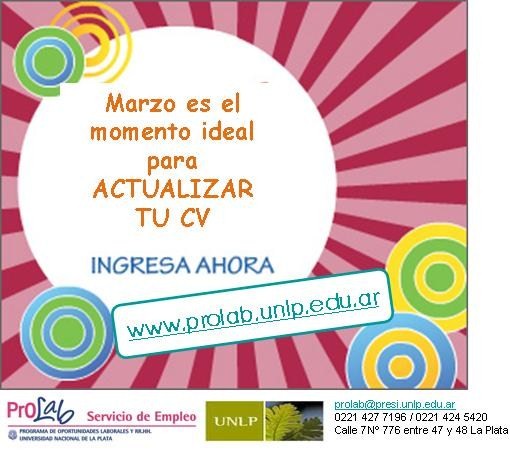 Marzo es el
momento ideal
para
ACTUALIZAR
TU CV
INGRESA AHORA
www.prolab.unlp.edu.ar
ProLab
Servicio de Empleo
PROGRAMA DE OPORTUNIDADES LABORALES Y RR.HH.
UNIVERSIDAD NACIONAL DE LA PLATA
UNLP
prolab@presi.unlp.edu.ar
0221 427 7196 / 0221 424 5420
Calle 7 Nº 776 entre 47 y 48 La Plata